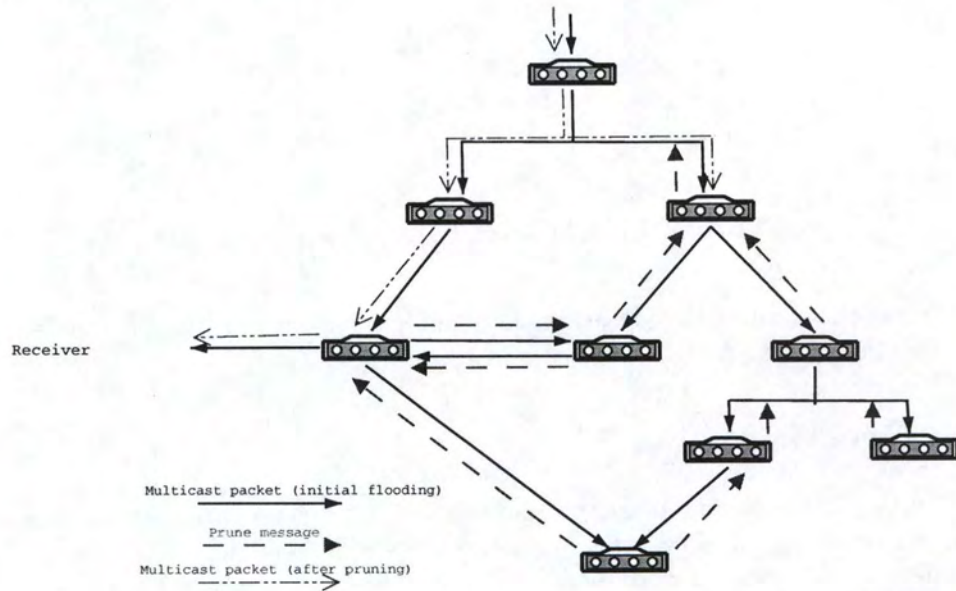 Receiver
Multicast packet (initial flooding)
Prune message
Multicast packet (after pruning)